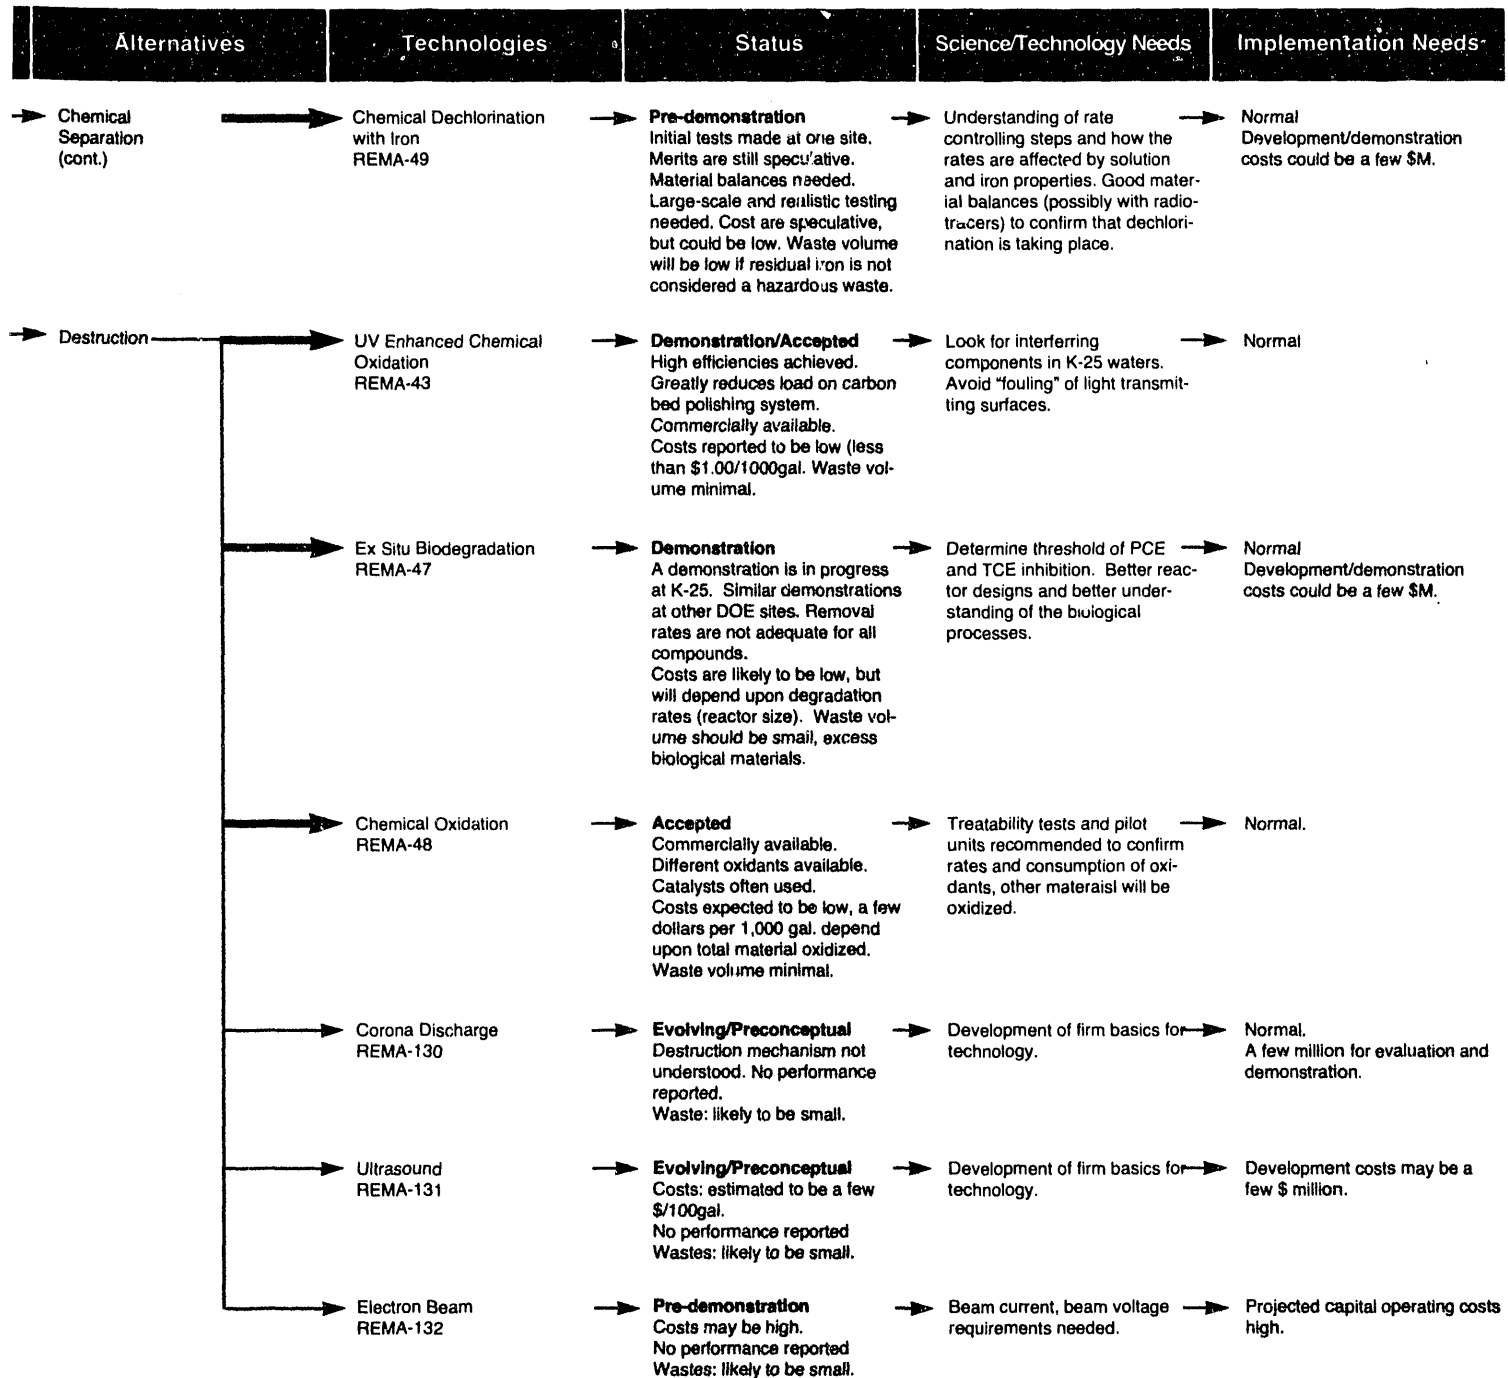 Alternatives
Technologies
Status
Science/Technology Needs
Implementation Needs
Chemical
Separation
(cont.)
Chemical Dechlorination
with Iron
REMA-49
Pre-demonstration
Initial tests made at one site.
Merits are still speculative.
Material balances needed.
Large-scale and realistic testing
needed. Cost are speculative,
but could be low. Waste volume
will be low if residual iron is not
considered a hazardous waste.
Understanding of rate
controlling steps and how the
rates are affected by solution
and iron properties. Good mater-
ial balances (possibly with radio-
tracers) to confirm that dechlori-
nation is taking place.
Normal
Development/demonstration
costs could be a few $M.
Destruction
UV Enhanced Chemical
Oxidation
REMA-43
Demonstration/Accepted
High efficiencies achieved.
Greatly reduces load on carbon
bed polishing system.
Commercially available.
Costs reported to be low (less
than $1.00/1000gal. Waste vol-
ume minimal.
Look for interferring
components in K-25 waters.
Avoid "fouling" of light transmit-
ting surfaces.
Normal
Ex Situ Biodegradation
REMA-47
Demonstration
A demonstration is in progress
at K-25. Similar demonstrations
at other DOE sites. Removal
rates are not adequate for all
compounds.
Costs are likely to be low, but
will depend upon degradation
rates (reactor size). Waste vol-
ume should be small, excess
biological materials.
Determine threshold of PCE
and TCE inhibition. Better reac-
tor designs and better under-
standing of the biological
processes.
Normal
Development/demonstration
costs could be a few $M.
Chemical Oxidation
REMA-48
Accepted
Commercially available.
Different oxidants available.
Catalysts often used.
Costs expected to be low, a few
dollars per 1,000 gal. depend
upon total material oxidized.
Waste volume minimal.
Treatability tests and pilot
units recommended to confirm
rates and consumption of oxi-
dants, other materaisl will be
oxidized.
Normal.
Corona Discharge
REMA-130
Evolving/Preconceptual
Destruction mechanism not
understood. No performance
reported.
Waste: likely to be small.
Development of firm basics for
technology.
Normal.
A few million for evaluation and
demonstration.
Ultrasound
REMA-131
Evolving/Preconceptual
Costs: estimated to be a few
$/100gal.
No performance reported
Wastes: likely to be small.
Development of firm basics for
technology.
Development costs may be a
few $ million.
Electron Beam
REMA-132
Pre-demonstration
Costs may be high.
No performance reported
Wastes: likely to be small.
Beam current, beam voltage
requirements needed.
Projected capital operating costs
high.